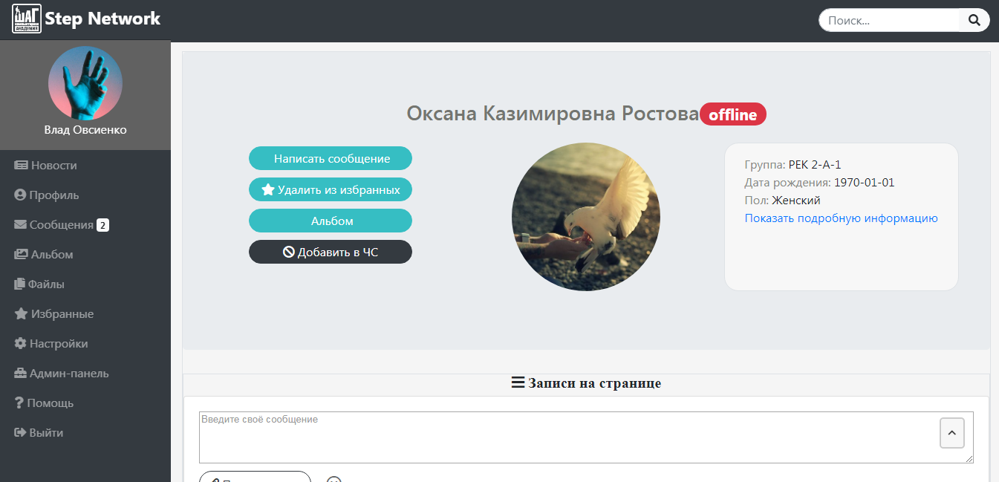 ШАГ
КОМПЬЮТЕРНАЯ
АКАДЕМИЯ
Step Network
Поиск...
Влад Овсиенко
Новости
Профиль
Сообщения 2
Альбом
Файлы
Избранные
Настройки
Админ-панель
Помощь
Выйти
Оксана Казимировна Ростова offline
Написать сообщение
Удалить из избранных
Альбом
Добавить в ЧС
Группа: РЕК 2-А-1
Дата рождения: 1970-01-01
Пол: Женский
Показать подробную информацию
Записи на странице
Введите своё сообщение